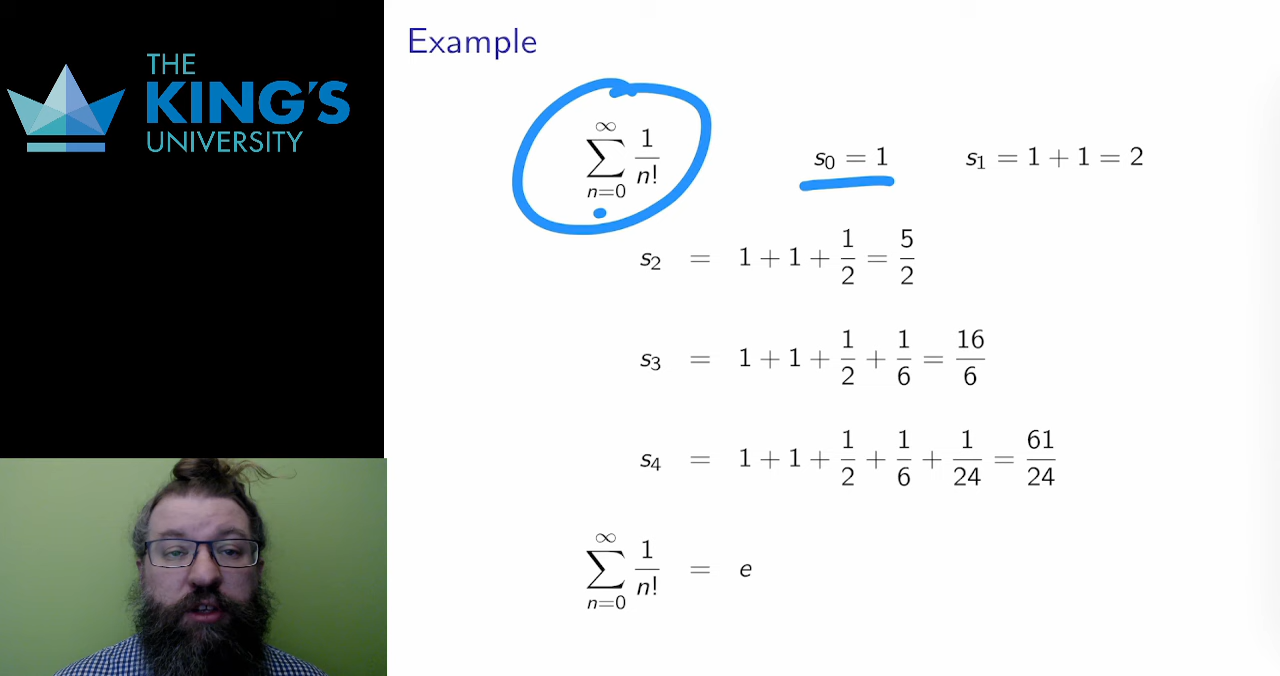 THE
KING'S
UNIVERSITY
Example
∞ ∑ n=0 1/n!    s₀ = 1    s₁ = 1 + 1 = 2
s₂ = 1 + 1 + 1/2 = 5/2
s₃ = 1 + 1 + 1/2 + 1/6 = 16/6
s₄ = 1 + 1 + 1/2 + 1/6 + 1/24 = 61/24
∞ ∑ n=0 1/n! = e